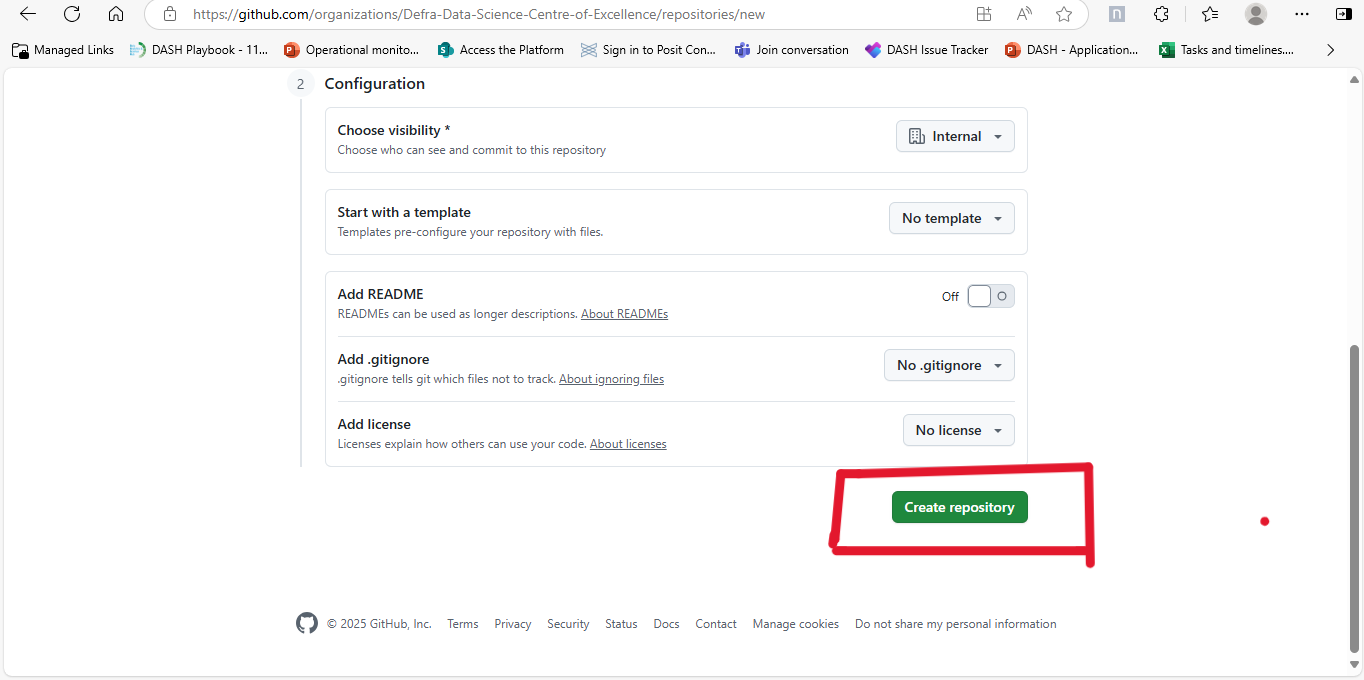 https://github.com/organizations/Defra-Data-Science-Centre-of-Excellence/repositories/new
Managed Links DASH Playbook - 11... Operational monito... Access the Platform Sign in to Posit Con... Join conversation DASH Issue Tracker DASH - Application... Tasks and timelines....
2 Configuration
Choose visibility *
Choose who can see and commit to this repository
Internal
Start with a template
Templates pre-configure your repository with files.
No template
Add README
READMEs can be used as longer descriptions. About READMEs
Off
Add .gitignore
.gitignore tells git which files not to track. About ignoring files
No .gitignore
Add license
Licenses explain how others can use your code. About licenses
No license
Create repository
© 2025 GitHub, Inc. Terms Privacy Security Status Docs Contact Manage cookies Do not share my personal information